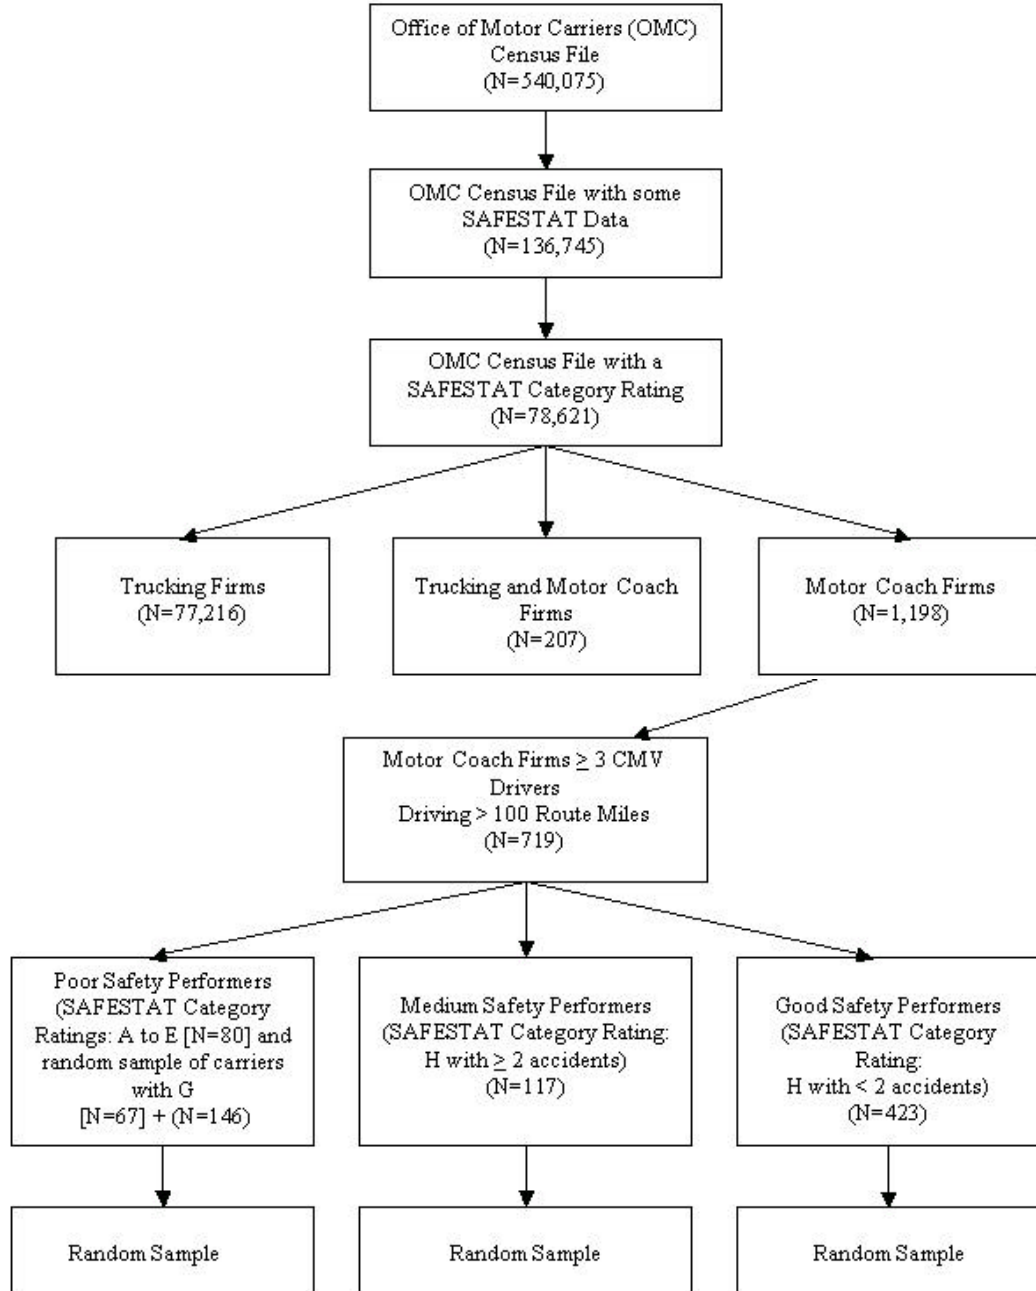 Office of Motor Carriers (OMC)
Census File
(N=540,075)
OMC Census File with some
SAFESTAT Data
(N=136,745)
OMC Census File with a
SAFESTAT Category Rating
(N=78,621)
Trucking Firms
(N=77,216)
Trucking and Motor Coach
Firms
(N=207)
Motor Coach Firms
(N=1,198)
Motor Coach Firms ≥ 3 CMV
Drivers
Driving > 100 Route Miles
(N=719)
Poor Safety Performers
(SAFESTAT Category
Ratings: A to E [N=80] and
random sample of carriers
with G
[N=67] + (N=146)
Medium Safety Performers
(SAFESTAT Category Rating:
H with ≥ 2 accidents)
(N=117)
Good Safety Performers
(SAFESTAT Category
Rating:
H with < 2 accidents)
(N=423)
Random Sample
Random Sample
Random Sample